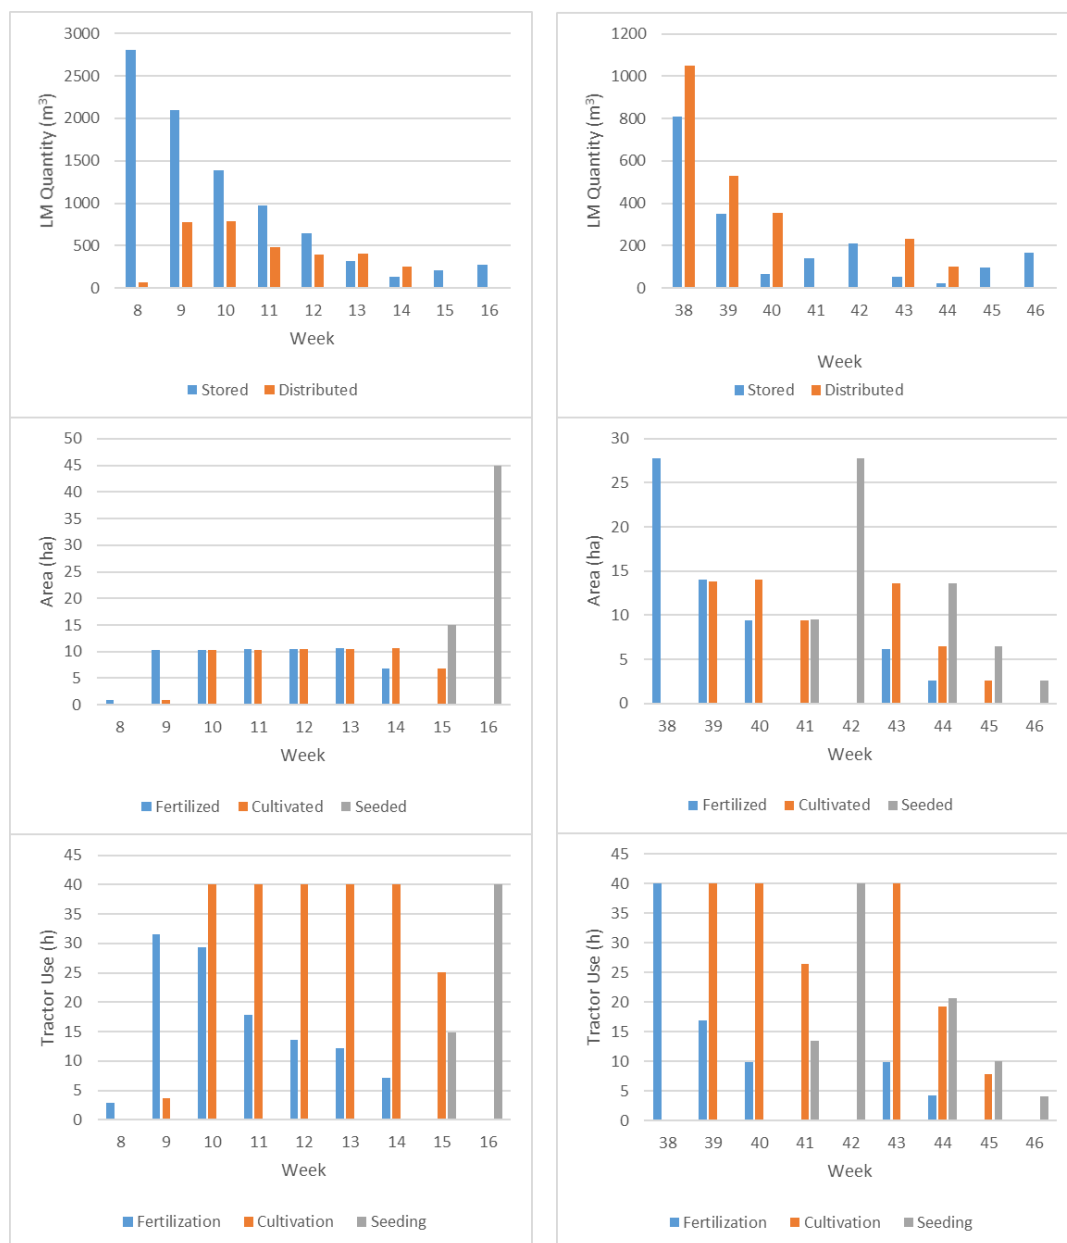 3000
2500
2000
1500
1000
500
0
LM Quantity (m³)
8 9 10 11 12 13 14 15 16
Week
Stored Distributed
1200
1000
800
600
400
200
0
LM Quantity (m³)
38 39 40 41 42 43 44 45 46
Week
Stored Distributed
50
45
40
35
30
25
20
15
10
5
0
Area (ha)
8 9 10 11 12 13 14 15 16
Week
Fertilized Cultivated Seeded
30
25
20
15
10
5
0
Area (ha)
38 39 40 41 42 43 44 45 46
Week
Fertilized Cultivated Seeded
45
40
35
30
25
20
15
10
5
0
Tractor Use (h)
8 9 10 11 12 13 14 15 16
Week
Fertilization Cultivation Seeding
45
40
35
30
25
20
15
10
5
0
Tractor Use (h)
38 39 40 41 42 43 44 45 46
Week
Fertilization Cultivation Seeding